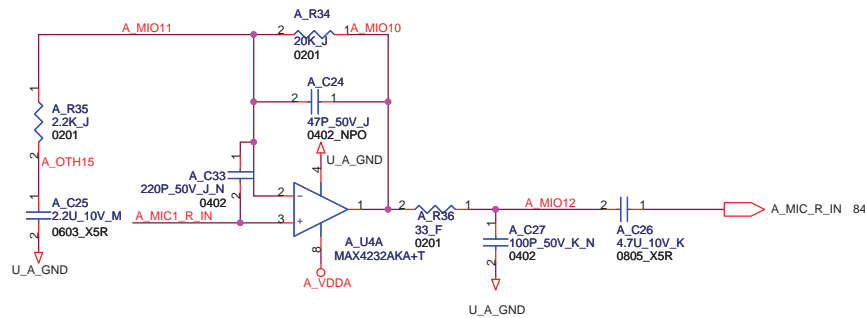 A_R34
A_MIO11
2
1
A_MIO10
20K_J
0201
A_C24
2
1
47P_50V_J
0402_NPO
1
A_R35
2.2K_J
0201
2
A_OTH15
1
A_C33
220P_50V_J_N
0402
2
U_A_GND
4
1
A_C25
2.2U_10V_M
0603_X5R
2
U_A_GND
A_MIC1_R_IN
2
-
3
+
1
8
A_U4A
MAX4232AKA+T
A_VDDA
2
1
A_R36
33_F
0201
A_MIO12
1
A_C27
100P_50V_K_N
0402
2
U_A_GND
2
1
A_C26
4.7U_10V_K
0805_X5R
A_MIC_R_IN 84